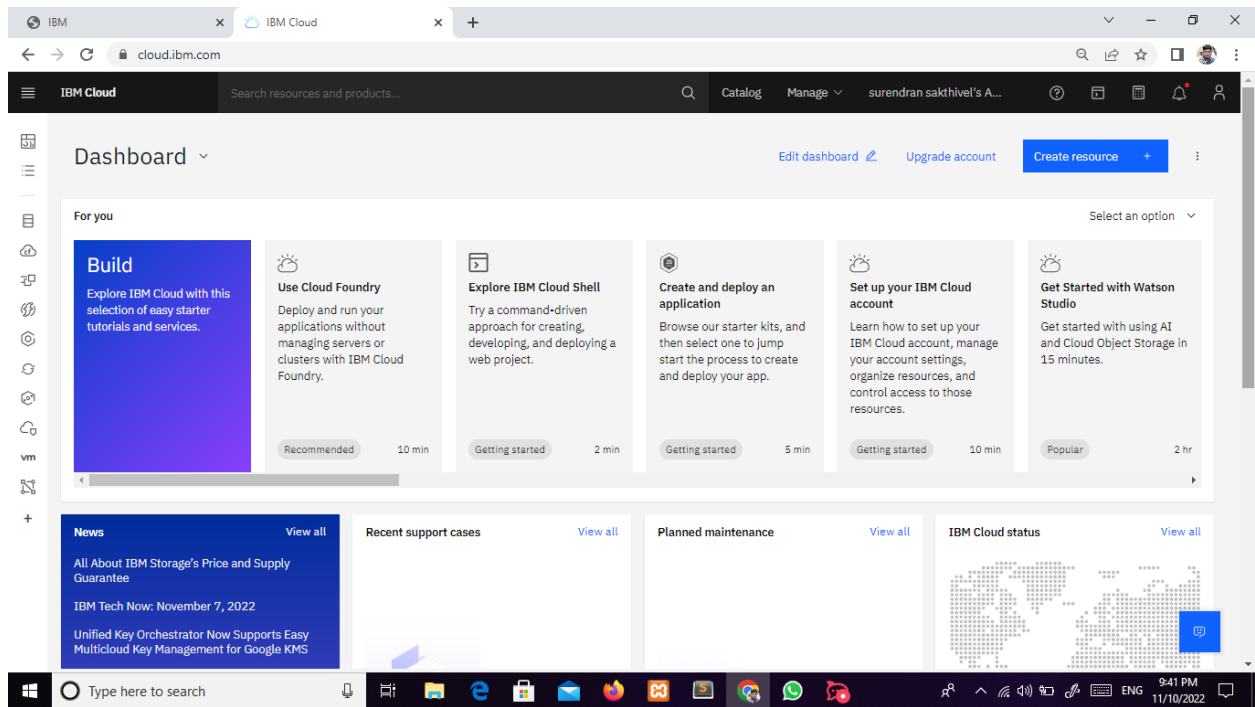 IBM
IBM Cloud
cloud.ibm.com
IBM Cloud
Search resources and products...
Catalog
Manage
surendran sakthivel's A...
Dashboard
Edit dashboard
Upgrade account
Create resource +
For you
Select an option
Build
Explore IBM Cloud with this
selection of easy starter
tutorials and services.
Use Cloud Foundry
Deploy and run your
applications without
managing servers or
clusters with IBM Cloud
Foundry.
Recommended
10 min
Explore IBM Cloud Shell
Try a command-driven
approach for creating,
developing, and deploying a
web project.
Getting started
2 min
Create and deploy an
application
Browse our starter kits, and
then select one to jump
start the process to create
and deploy your app.
Getting started
5 min
Set up your IBM Cloud
account
Learn how to set up your
IBM Cloud account, manage
your account settings,
organize resources, and
control access to those
resources.
Getting started
10 min
Get Started with Watson
Studio
Get started with using AI
and Cloud Object Storage in
15 minutes.
Popular
2 hr
vm
News
View all
All About IBM Storage's Price and Supply
Guarantee
IBM Tech Now: November 7, 2022
Unified Key Orchestrator Now Supports Easy
Multicloud Key Management for Google KMS
Recent support cases
View all
Planned maintenance
View all
IBM Cloud status
View all
Type here to search
ENG
9:41 PM
11/10/2022